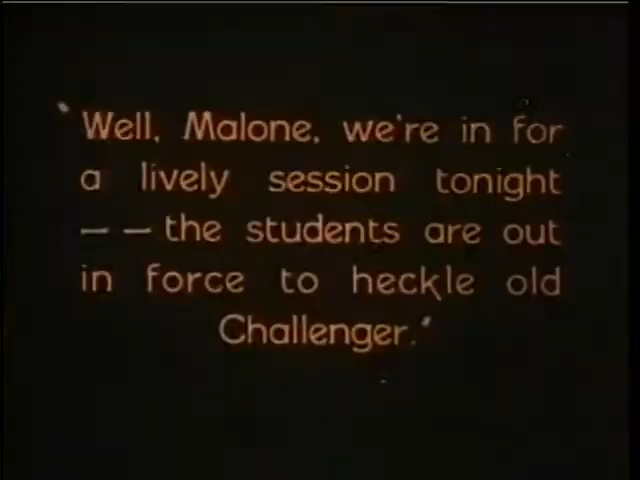 'Well, Malone, we're in for
a lively session tonight
— — the students are out
in force to heckle old
Challenger.'